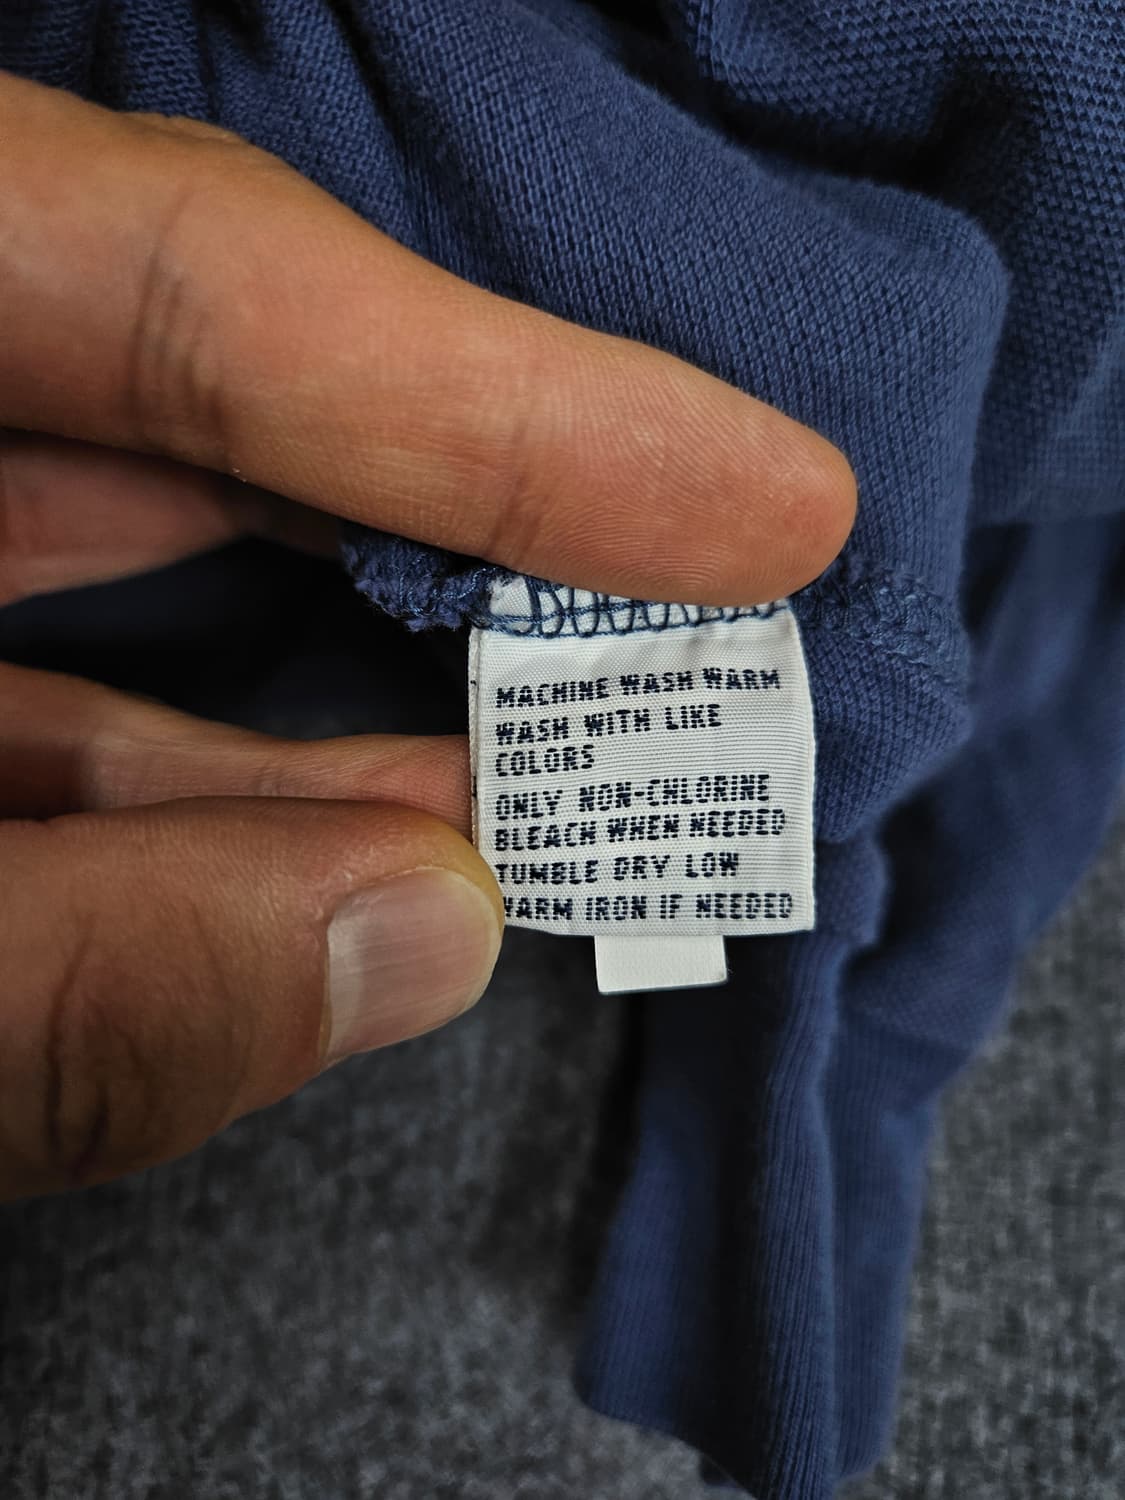 MACHINE WASH WARM
WASH WITH LIKE
COLORS
ONLY NON-CHLORINE
BLEACH WHEN NEEDED
TUMBLE DRY LOW
WARM IRON IF NEEDED